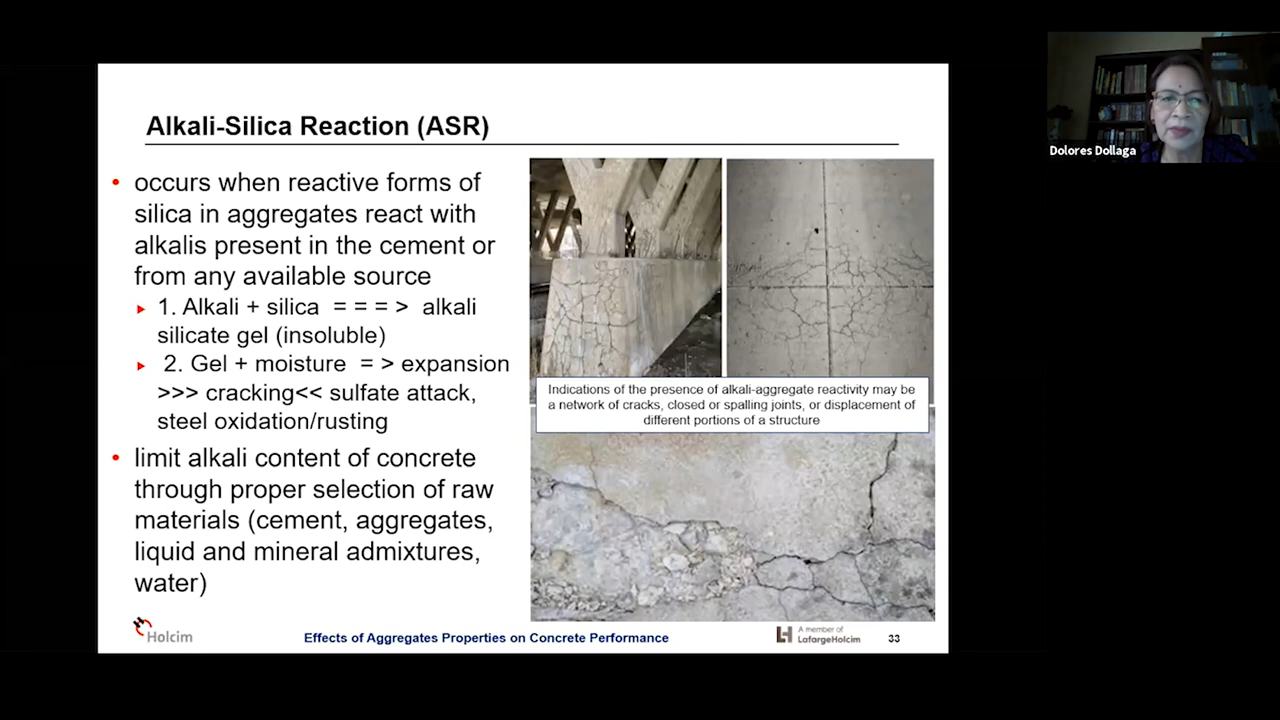 Alkali-Silica Reaction (ASR)
• occurs when reactive forms of
silica in aggregates react with
alkalis present in the cement or
from any available source
1. Alkali + silica = = = > alkali
silicate gel (insoluble)
2. Gel + moisture = > expansion
>>> cracking<< sulfate attack,
steel oxidation/rusting
• limit alkali content of concrete
through proper selection of raw
materials (cement, aggregates,
liquid and mineral admixtures,
water)
Indications of the presence of alkali-aggregate reactivity may be
a network of cracks, closed or spalling joints, or displacement of
different portions of a structure
Holcim
Effects of Aggregates Properties on Concrete Performance
A member of
LafargeHolcim
33
Dolores Dollaga